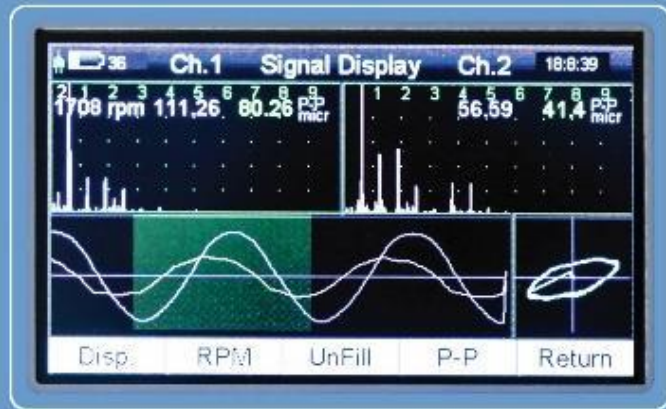 36 Ch.1 Signal Display Ch.2 18:8:39
2 1 2 3 4 5 6 7 8 9
1 2 3 4 5 6 7 8 9
1708 rpm 111.26 80.26 P-P micr
56.59 41.4 P-P micr
Disp. RPM UnFill P-P Return